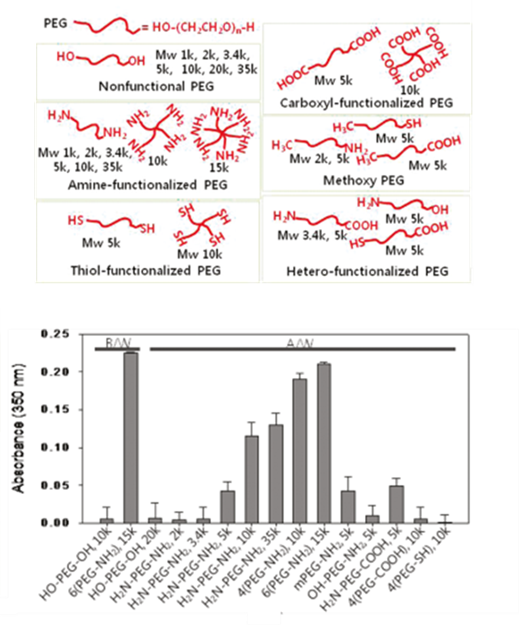 PEG = HO-(CH₂CH₂O)n-H
HO OH Mw 1k, 2k, 3.4k,
5k, 10k, 20k, 35k
Nonfunctional PEG
HOOC COOH
Mw 5k
COOH COOH COOH COOH
10k
Carboxyl-functionalized PEG
H₂N NH₂
Mw 1k, 2k, 3.4k,
5k, 10k, 35k
NH₂ NH₂ NH₂ NH₂
10k
NH₂ NH₂ NH₂ NH₂ NH₂ NH₂
15k
Amine-functionalized PEG
H₃C SH
Mw 5k
H₃C NH₂
Mw 2k, 5k
H₃C COOH
Mw 5k
Methoxy PEG
HS SH
Mw 5k
SH SH SH SH
Mw 10k
Thiol-functionalized PEG
H₂N OH
Mw 5k
H₂N COOH
Mw 3.4k, 5k
HS COOH
Mw 5k
Hetero-functionalized PEG
B/W A/W
Absorbance (350 nm)
0.25
0.20
0.15
0.10
0.05
0.00
HO-PEG-OH, 10k
6(PEG-NH₂), 15k
HO-PEG-OH, 20k
H₂N-PEG-NH₂, 2k
H₂N-PEG-NH₂, 3.4k
H₂N-PEG-NH₂, 5k
H₂N-PEG-NH₂, 10k
H₂N-PEG-NH₂, 35k
4(PEG-NH₂), 10k
6(PEG-NH₂), 15k
mPEG-NH₂, 5k
OH-PEG-NH₂, 5k
H₂N-PEG-COOH, 5k
4(PEG-COOH), 10k
4(PEG-SH), 10k